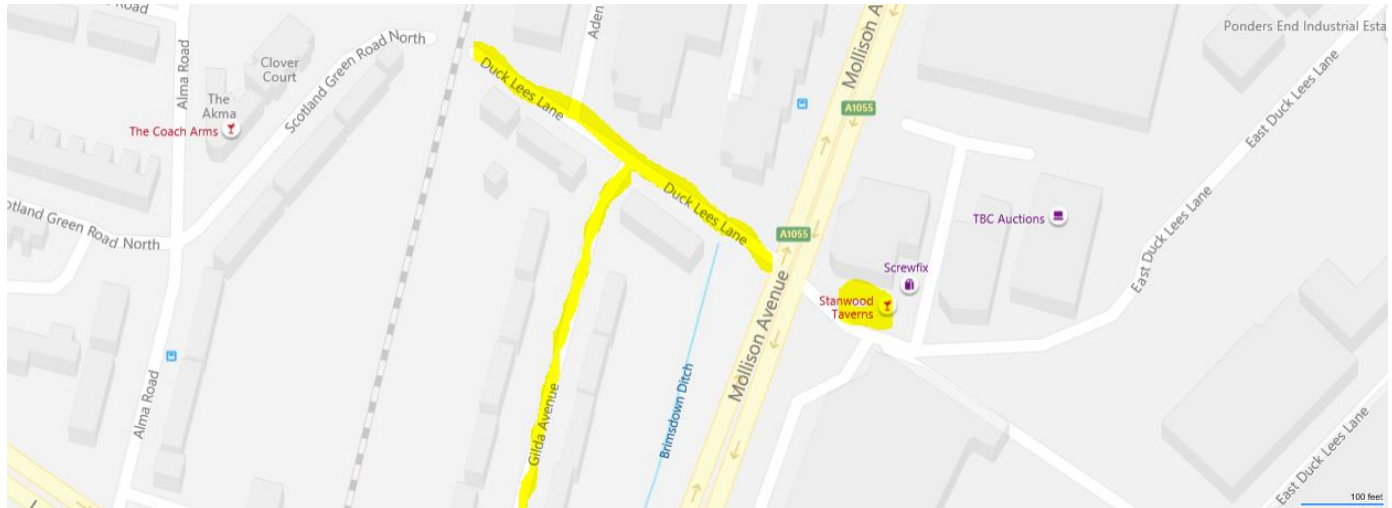 Road
Alma Road
Clover
Court
The
Akma
The Coach Arms
Scotland Green Road North
otland Green Road North
Alma Road
Duck Lees Lane
Aden
Duck Lees Lane
Gilda Avenue
Brimsdown Ditch
Mollison A
A1055
A1055
Mollison Avenue
Ponders End Industrial Esta
East Duck Lees Lane
East Duck Lees Lane
TBC Auctions
Screwfix
Stanwood
Taverns
East Duck Lees Lane
100 feet